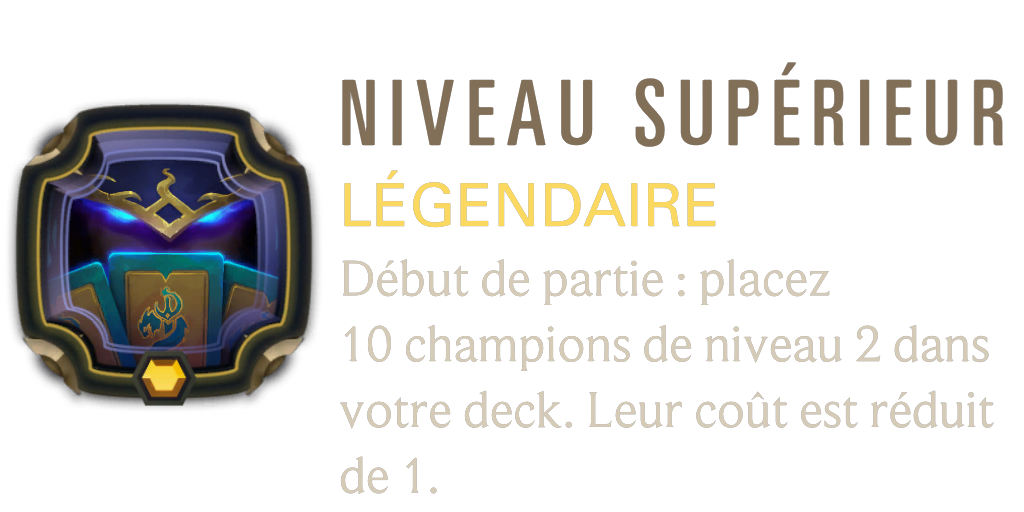 NIVEAU SUPÉRIEUR
LÉGENDAIRE
Début de partie : placez
10 champions de niveau 2 dans
votre deck. Leur coût est réduit
de 1.